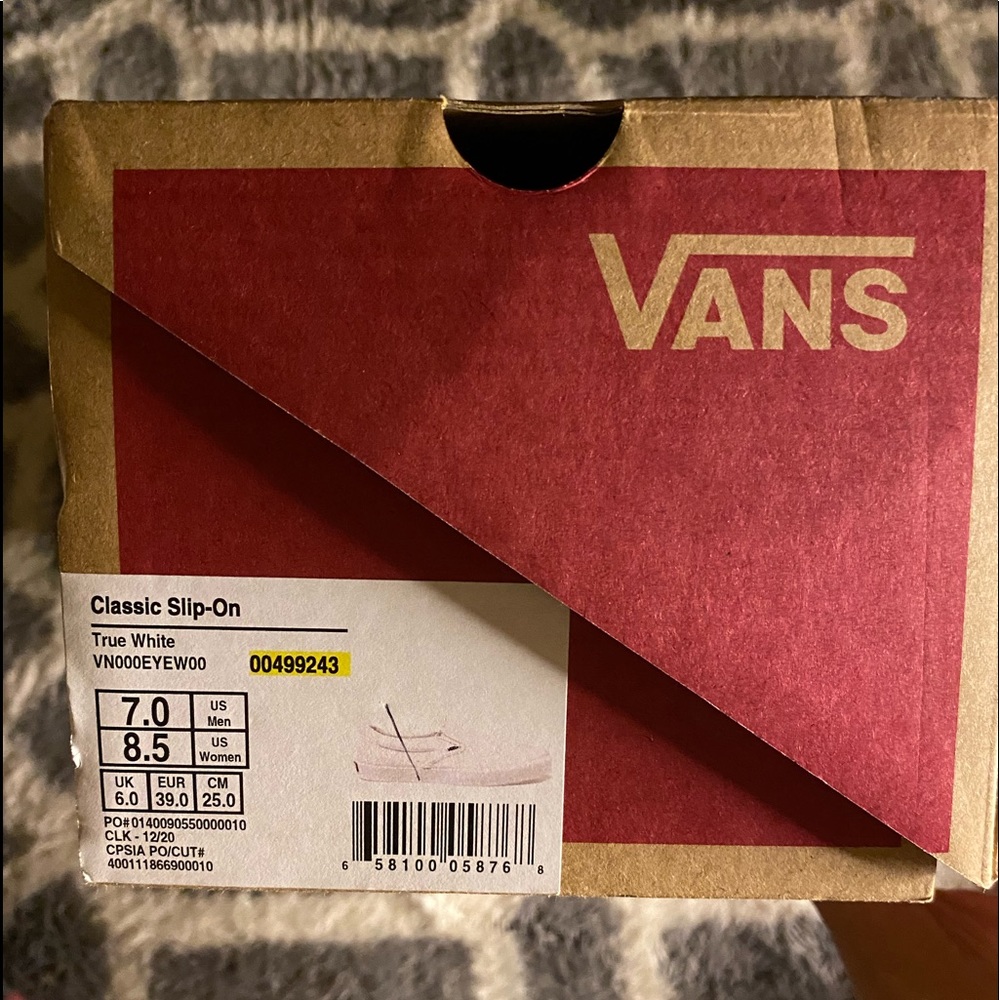 VANS
Classic Slip-On
True White
VN000EYEW00 00499243
7.0 US Men
8.5 US Women
UK 6.0 EUR 39.0 CM 25.0
PO#0140090550000010
CLK - 12/20
CPSIA PO/CUT#
400111866900010
6 58100 05876 8